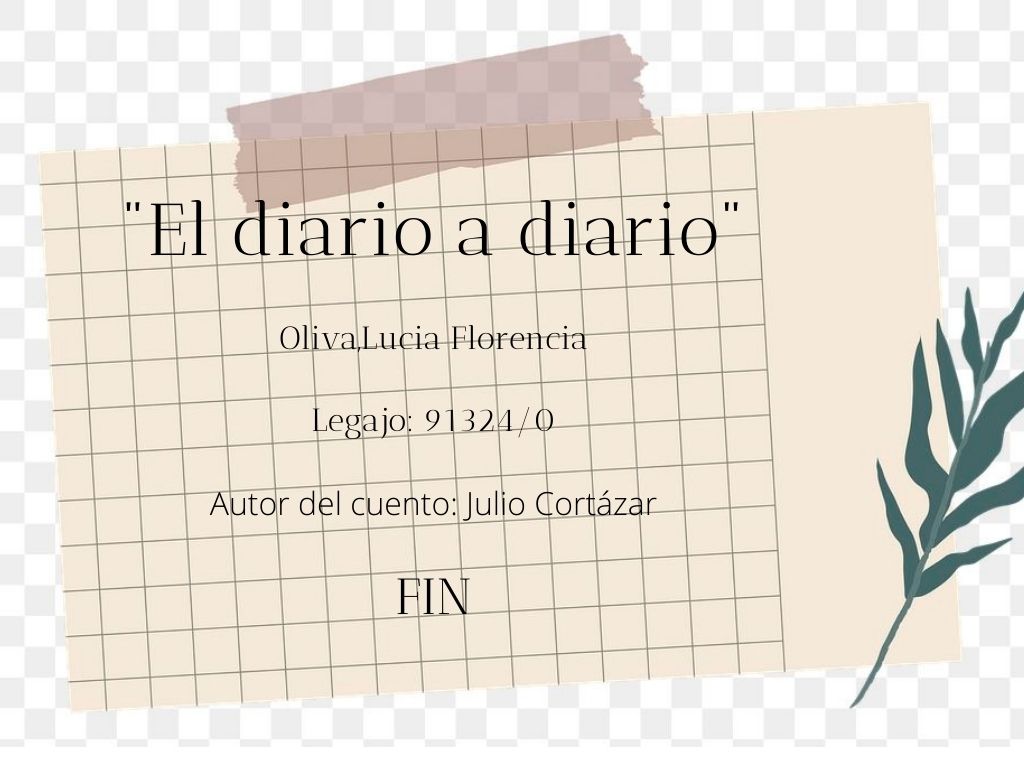 "El diario a diario"
Oliva,Lucia Florencia
Legajo: 91324/0
Autor del cuento: Julio Cortázar
FIN